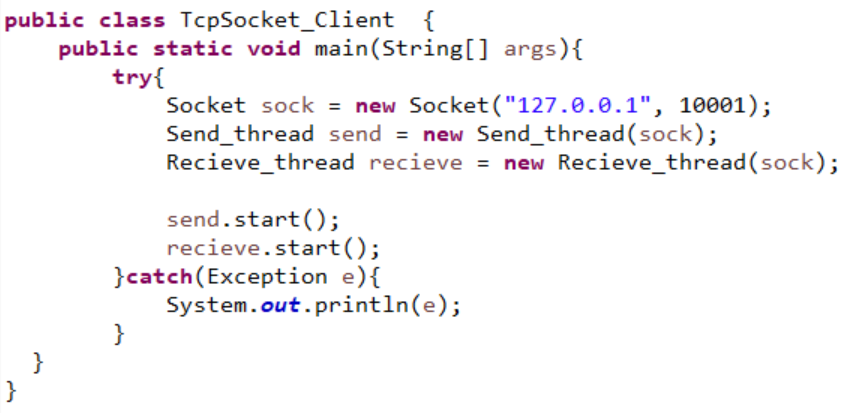 public class TcpSocket_Client  {
    public static void main(String[] args){
        try{
            Socket sock = new Socket("127.0.0.1", 10001);
            Send_thread send = new Send_thread(sock);
            Recieve_thread recieve = new Recieve_thread(sock);

            send.start();
            recieve.start();
        }catch(Exception e){
            System.out.println(e);
        }
  }
}